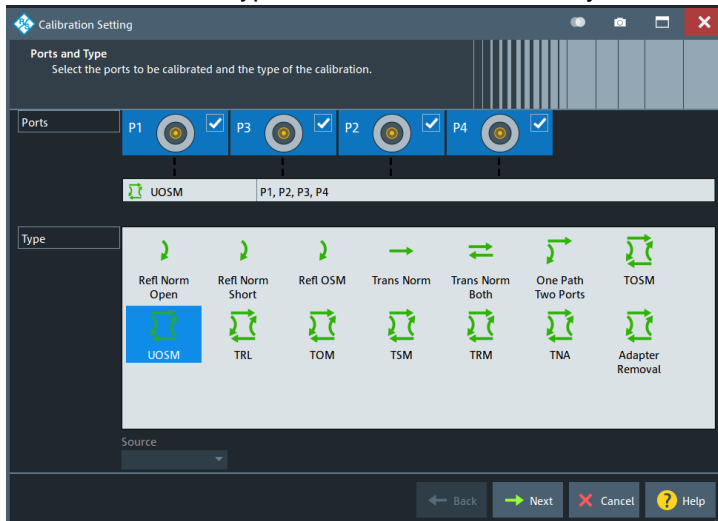 Calibration Setting
Ports and Type
Select the ports to be calibrated and the type of the calibration.
Ports
P1
P3
P2
P4
UOSM
P1, P2, P3, P4
Type
Refl Norm
Open
Refl Norm
Short
Refl OSM
Trans Norm
Trans Norm
Both
One Path
Two Ports
TOSM
UOSM
TRL
TOM
TSM
TRM
TNA
Adapter
Removal
Source
Back
Next
Cancel
? Help